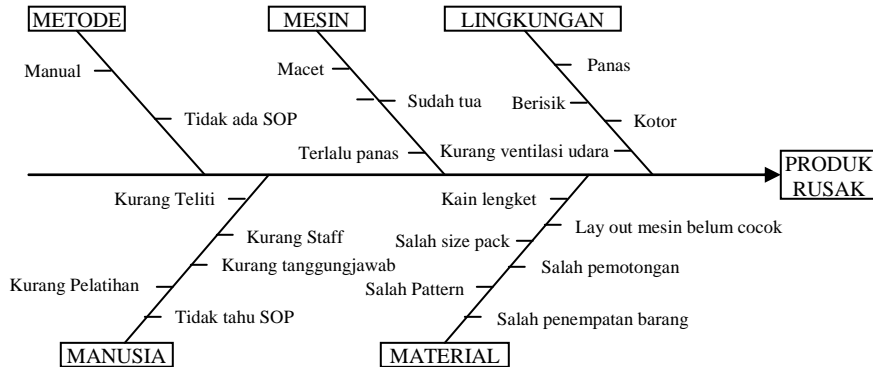 METODE
MESIN
LINGKUNGAN
Manual
Macet
Panas
Sudah tua
Berisik
Tidak ada SOP
Kotor
Terlalu panas
Kurang ventilasi udara
PRODUK
RUSAK
Kurang Teliti
Kain lengket
Lay out mesin belum cocok
Kurang Staff
Salah size pack
Kurang tanggungjawab
Salah pemotongan
Kurang Pelatihan
Salah Pattern
Tidak tahu SOP
Salah penempatan barang
MANUSIA
MATERIAL